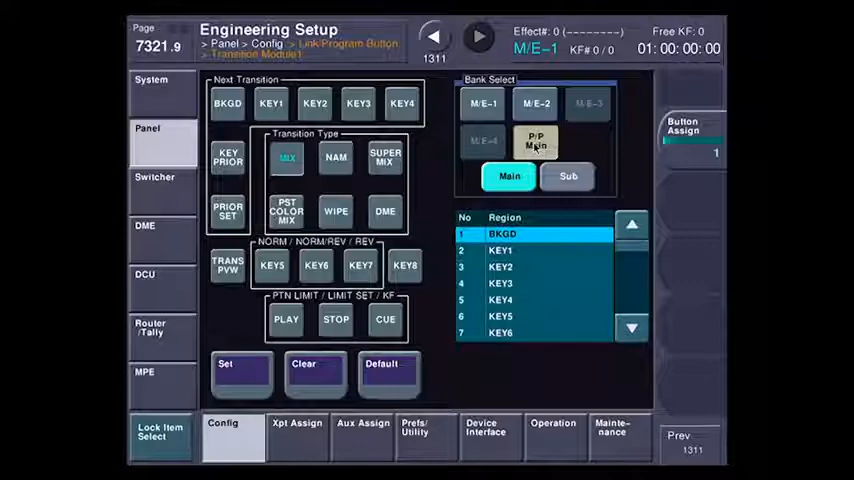 Page
7321.9
Engineering Setup
> Panel > Config > Link/Program Button
> Transition Module1
1311
Effect#: 0 (--------)
M/E-1
KF# 0 / 0
Free KF: 0
01:00:00:00
System
Panel
Switcher
DME
DCU
Router
/Tally
MPE
Lock Item
Select
Next Transition
BKGD
KEY1
KEY2
KEY3
KEY4
KEY
PRIOR
PRIOR
SET
Transition Type
MIX
NAM
SUPER
MIX
PST
COLOR
MIX
WIPE
DME
NORM / NORM/REV / REV
TRANS
PVW
KEY5
KEY6
KEY7
KEY8
PTN LIMIT / LIMIT SET / KF
PLAY
STOP
CUE
Set
Clear
Default
Bank Select
M/E-1
M/E-2
M/E-3
M/E-4
P/P
Main
Main
Sub
No Region
1 BKGD
2 KEY1
3 KEY2
4 KEY3
5 KEY4
6 KEY5
7 KEY6
Button
Assign
1
Config
Xpt Assign
Aux Assign
Prefs/
Utility
Device
Interface
Operation
Mainte-
nance
Prev
1311